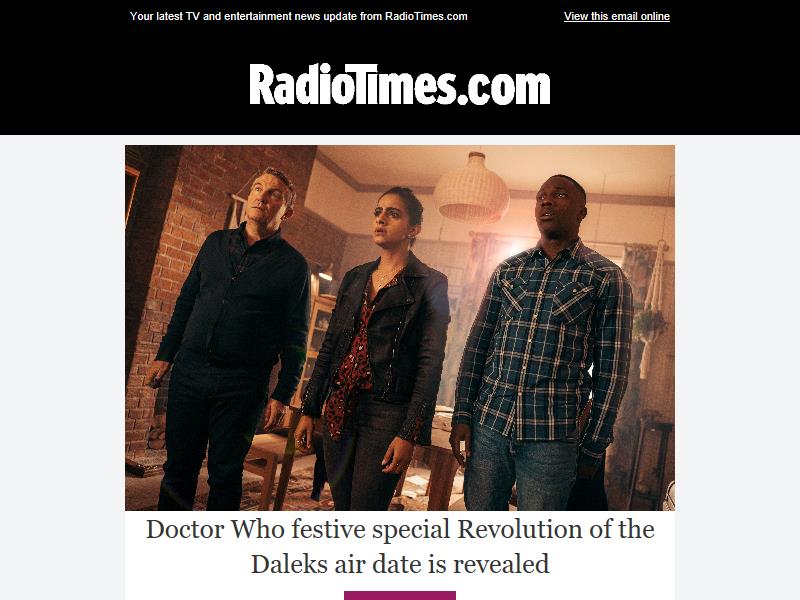 Your latest TV and entertainment news update from RadioTimes.com
View this email online
RadioTimes.com
Doctor Who festive special Revolution of the
Daleks air date is revealed